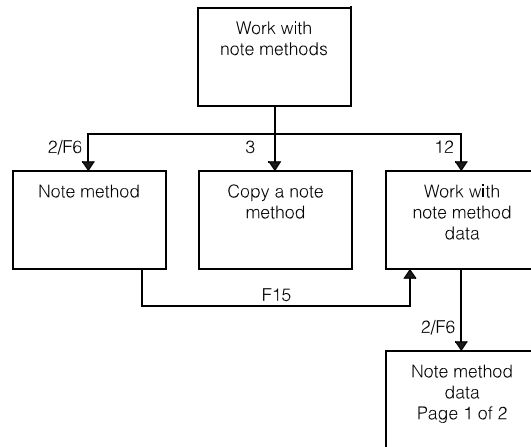 Work with
note methods
2/F6
3
12
Note method
Copy a note
method
Work with
note method
data
F15
2/F6
Note method
data
Page 1 of 2